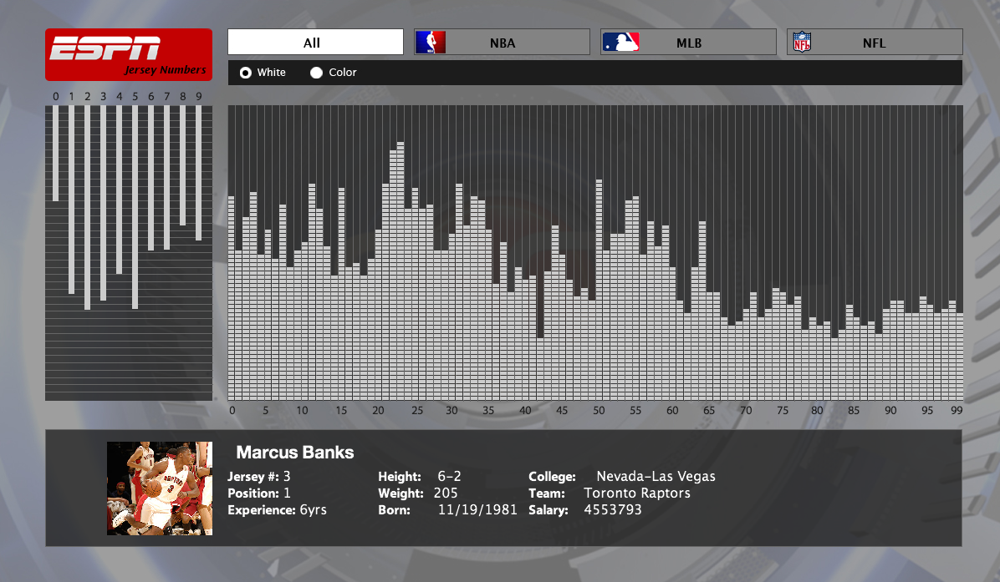 ESPN
Jersey Numbers
All
NBA
MLB
NFL
White
Color
0 1 2 3 4 5 6 7 8 9
0 5 10 15 20 25 30 35 40 45 50 55 60 65 70 75 80 85 90 95 99
Marcus Banks
Jersey #: 3
Height: 6-2
College: Nevada-Las Vegas
Position: 1
Weight: 205
Team: Toronto Raptors
Experience: 6yrs
Born: 11/19/1981
Salary: 4553793